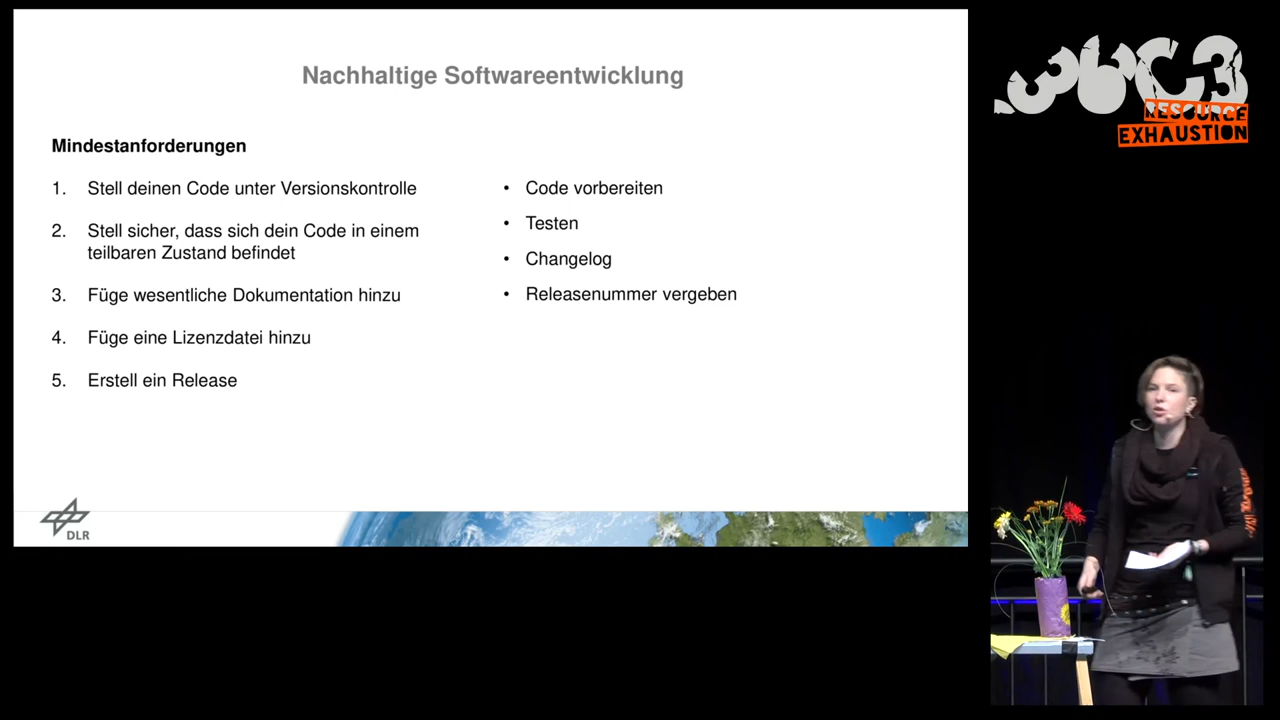 Nachhaltige Softwareentwicklung
Mindestanforderungen
1. Stell deinen Code unter Versionskontrolle
2. Stell sicher, dass sich dein Code in einem
teilbaren Zustand befindet
3. Füge wesentliche Dokumentation hinzu
4. Füge eine Lizenzdatei hinzu
5. Erstell ein Release
• Code vorbereiten
• Testen
• Changelog
• Releasenummer vergeben
DLR
36C3
RESOURCE
EXHAUSTION